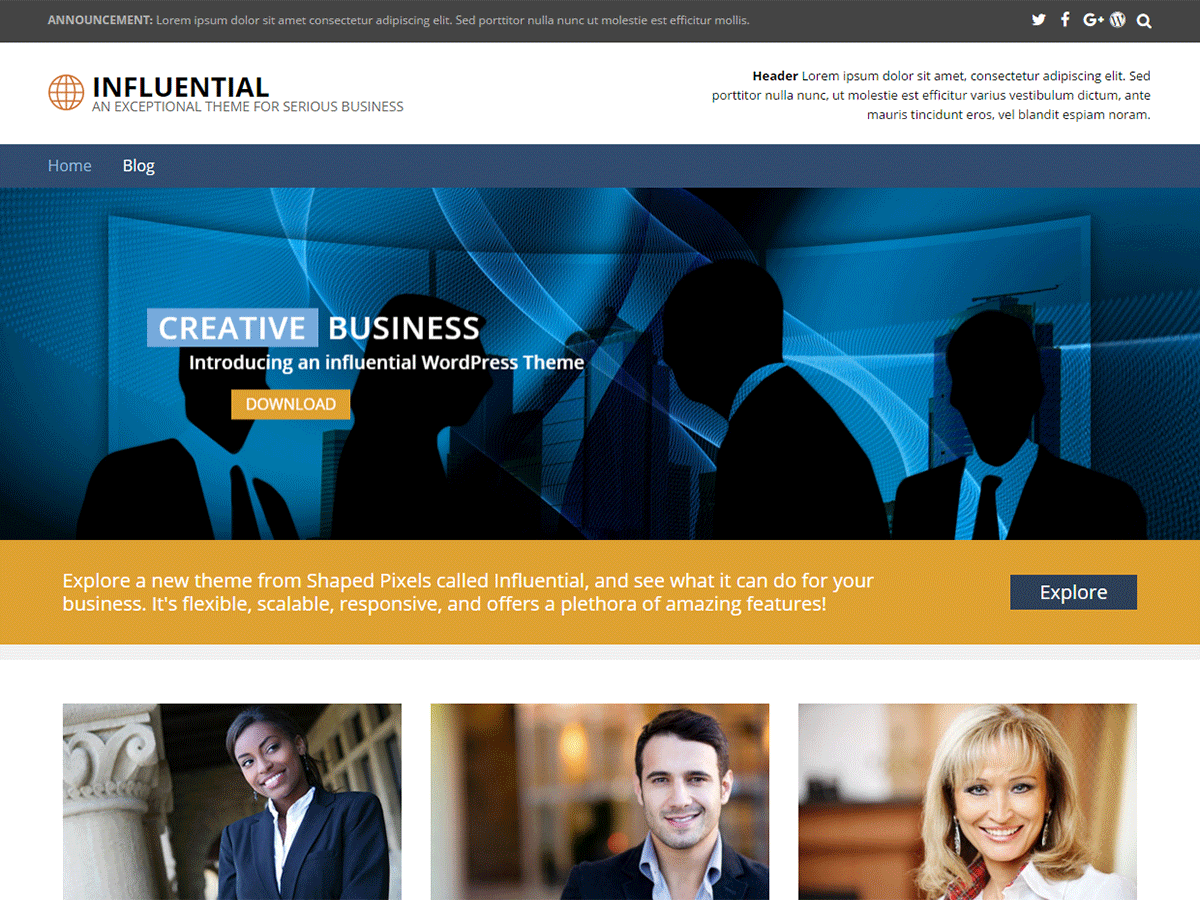 ANNOUNCEMENT: Lorem ipsum dolor sit amet consectetur adipiscing elit. Sed porttitor nulla nunc ut molestie est efficitur mollis.
INFLUENTIAL
AN EXCEPTIONAL THEME FOR SERIOUS BUSINESS
Header Lorem ipsum dolor sit amet, consectetur adipiscing elit. Sed
porttitor nulla nunc, ut molestie est efficitur varius vestibulum dictum, ante
mauris tincidunt eros, vel blandit espiam noram.
Home Blog
CREATIVE BUSINESS
Introducing an influential WordPress Theme
DOWNLOAD
Explore a new theme from Shaped Pixels called Influential, and see what it can do for your
business. It's flexible, scalable, responsive, and offers a plethora of amazing features!
Explore